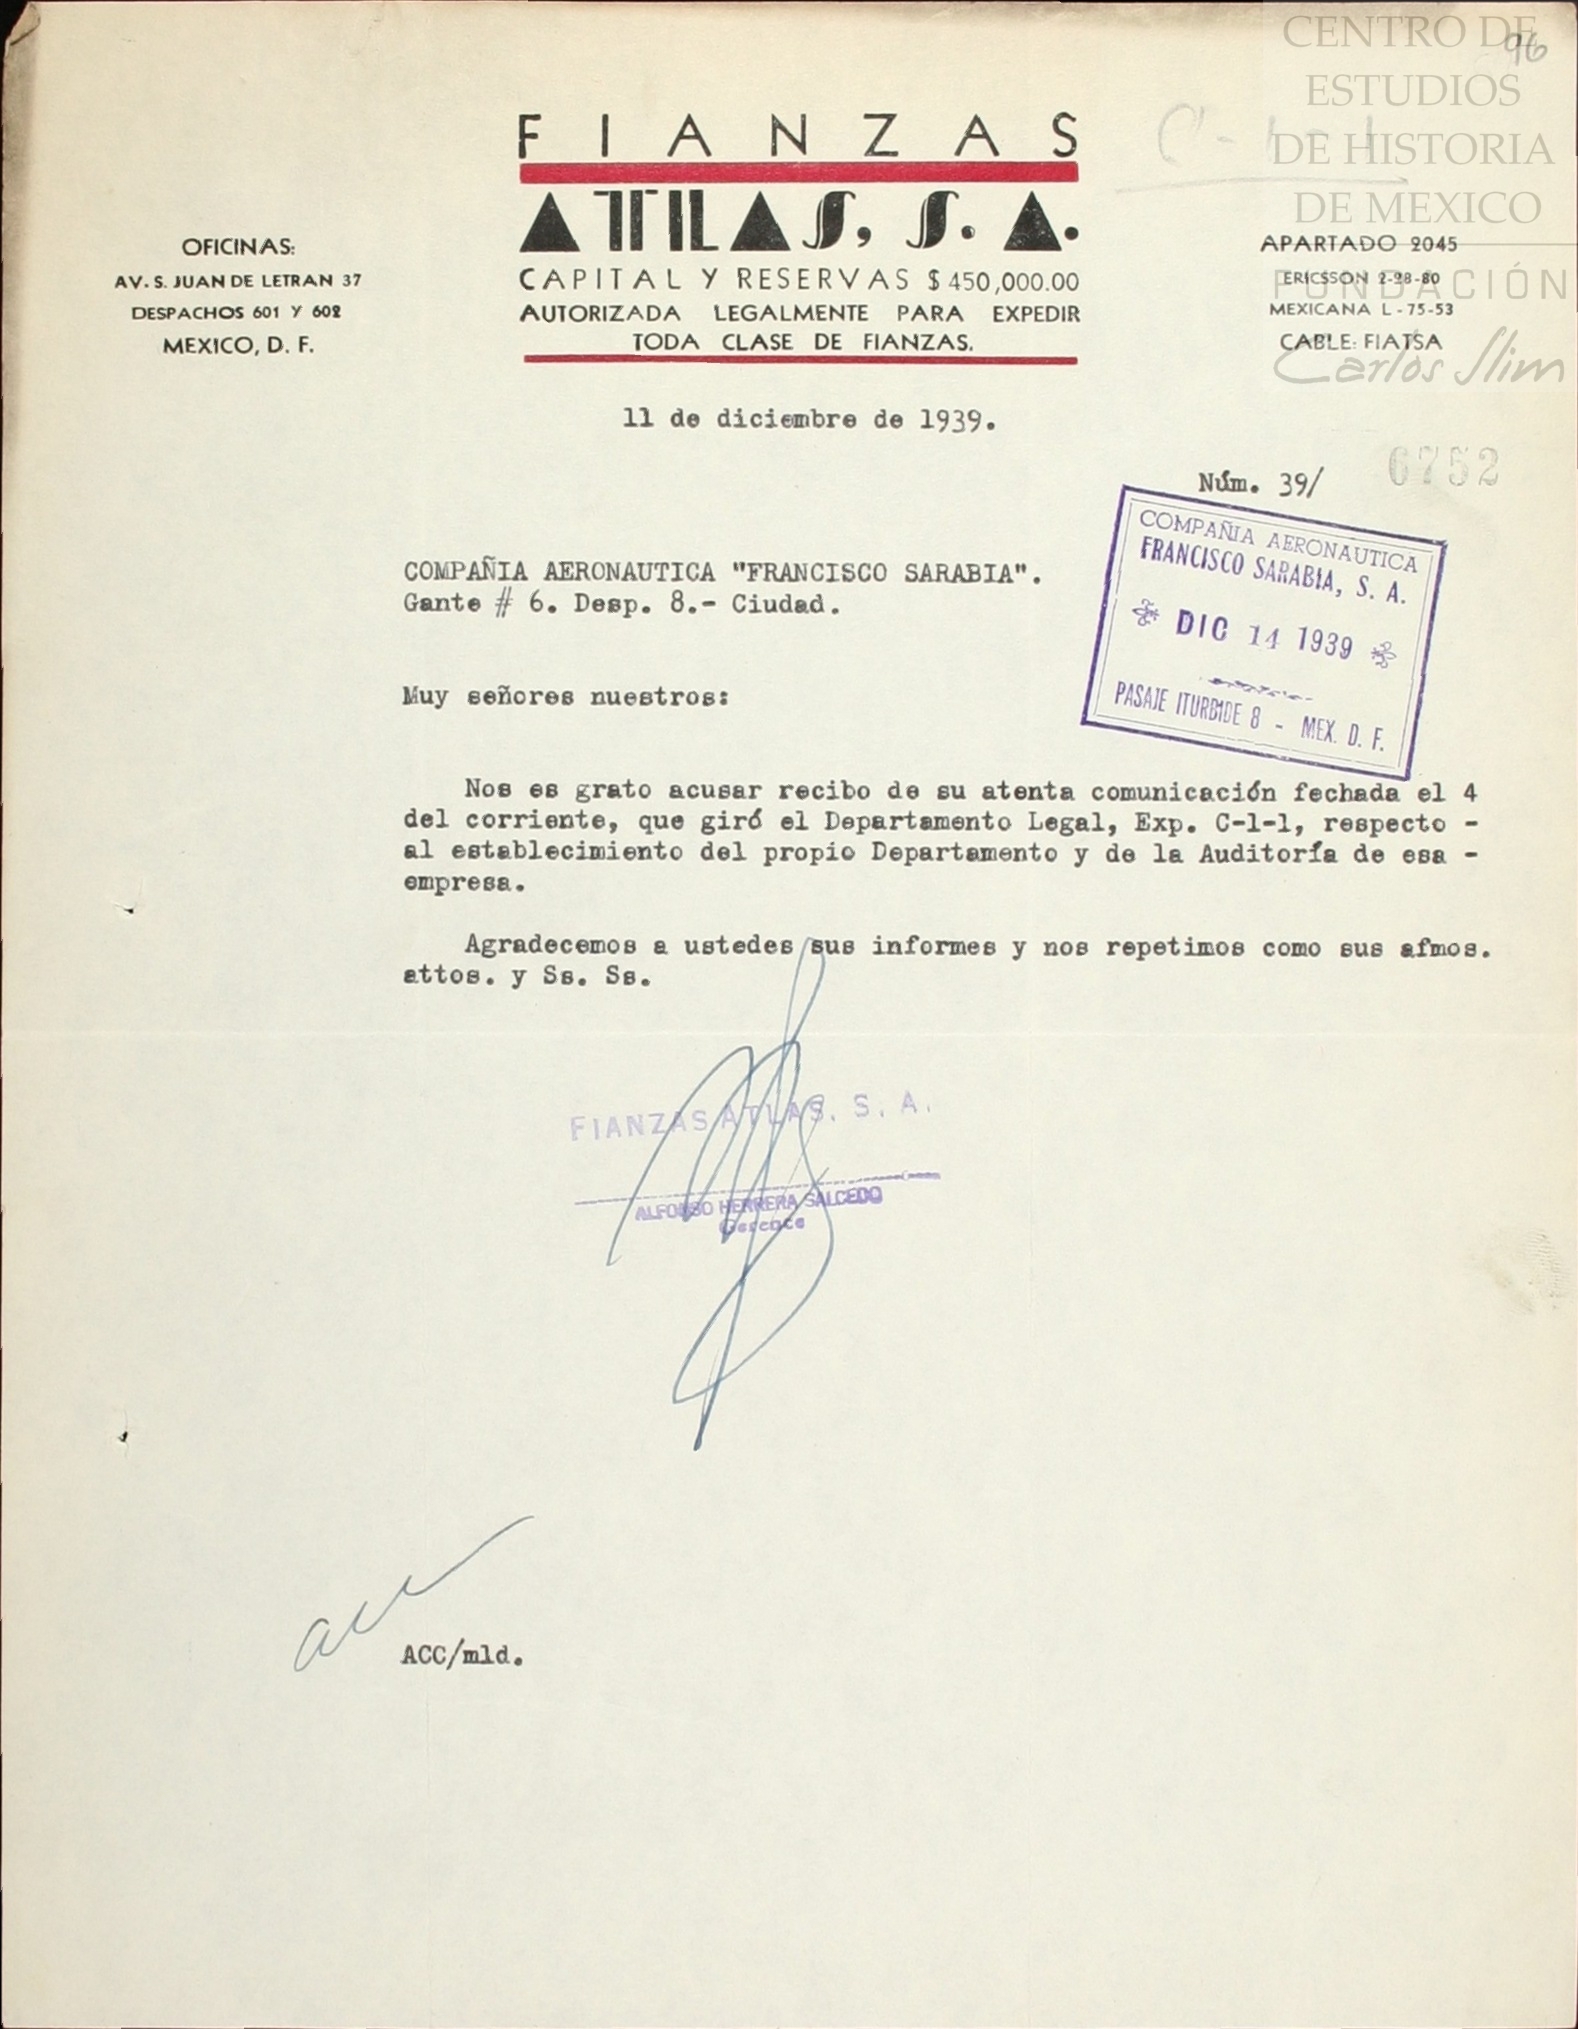 CENTRO DE
ESTUDIOS
DE HISTORIA
DE MEXICO
FUNDACIÓN
Carlos Slim
96
FIANZAS
ATLAS, S. A.
CAPITAL Y RESERVAS $450,000.00
AUTORIZADA LEGALMENTE PARA EXPEDIR
TODA CLASE DE FIANZAS.
OFICINAS:
AV. S. JUAN DE LETRAN 37
DESPACHOS 601 Y 602
MEXICO, D. F.
APARTADO 2045
ERICSSON 2-98-80
MEXICANA L-75-53
CABLE: FIATSA
11 de diciembre de 1939.
Núm. 39/ 6752
COMPAÑIA AERONAUTICA
FRANCISCO SARABIA, S. A.
DIC 14 1939
PASAJE ITURBIDE 8 - MEX. D. F.
COMPAÑIA AERONAUTICA "FRANCISCO SARABIA".
Gante # 6. Desp. 8.- Ciudad.
Muy señores nuestros:
Nos es grato acusar recibo de su atenta comunicación fechada el 4
del corriente, que giró el Departamento Legal, Exp. C-1-1, respecto -
al establecimiento del propio Departamento y de la Auditoría de esa -
empresa.
Agradecemos a ustedes sus informes y nos repetimos como sus afmos.
attos. y Ss. Ss.
FIANZAS ATLAS, S. A.
ALFONSO HERRERA SALCEDO
Gerente
acc
ACC/mld.